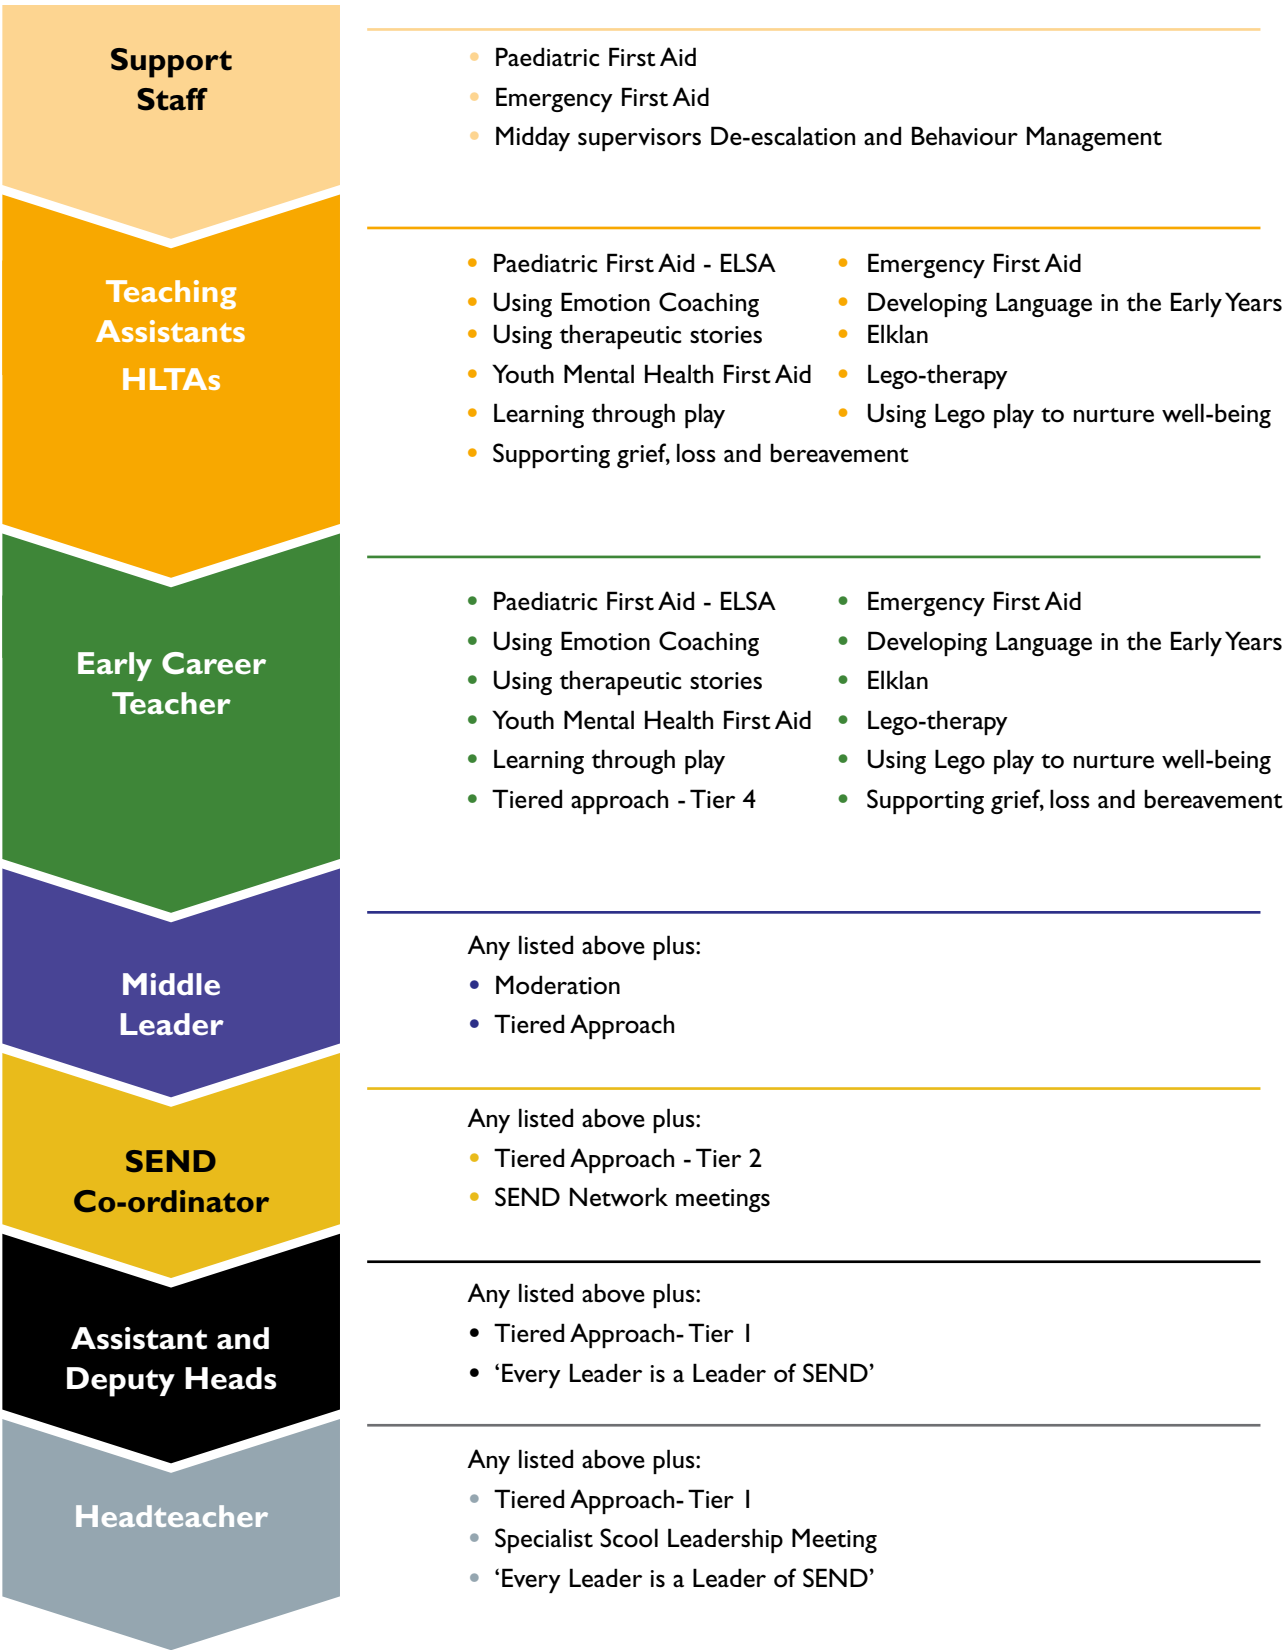 Support
Staff
• Paediatric First Aid
• Emergency First Aid
• Midday supervisors De-escalation and Behaviour Management
Teaching
Assistants
HLTAs
• Paediatric First Aid - ELSA
• Using Emotion Coaching
• Using therapeutic stories
• Youth Mental Health First Aid
• Learning through play
• Supporting grief, loss and bereavement
• Emergency First Aid
• Developing Language in the Early Years
• Elklan
• Lego-therapy
• Using Lego play to nurture well-being
Early Career
Teacher
• Paediatric First Aid - ELSA
• Using Emotion Coaching
• Using therapeutic stories
• Youth Mental Health First Aid
• Learning through play
• Tiered approach - Tier 4
• Emergency First Aid
• Developing Language in the Early Years
• Elklan
• Lego-therapy
• Using Lego play to nurture well-being
• Supporting grief, loss and bereavement
Middle
Leader
Any listed above plus:
• Moderation
• Tiered Approach
SEND
Co-ordinator
Any listed above plus:
• Tiered Approach - Tier 2
• SEND Network meetings
Assistant and
Deputy Heads
Any listed above plus:
• Tiered Approach- Tier 1
• ‘Every Leader is a Leader of SEND’
Headteacher
Any listed above plus:
• Tiered Approach- Tier 1
• Specialist Scool Leadership Meeting
• ‘Every Leader is a Leader of SEND’